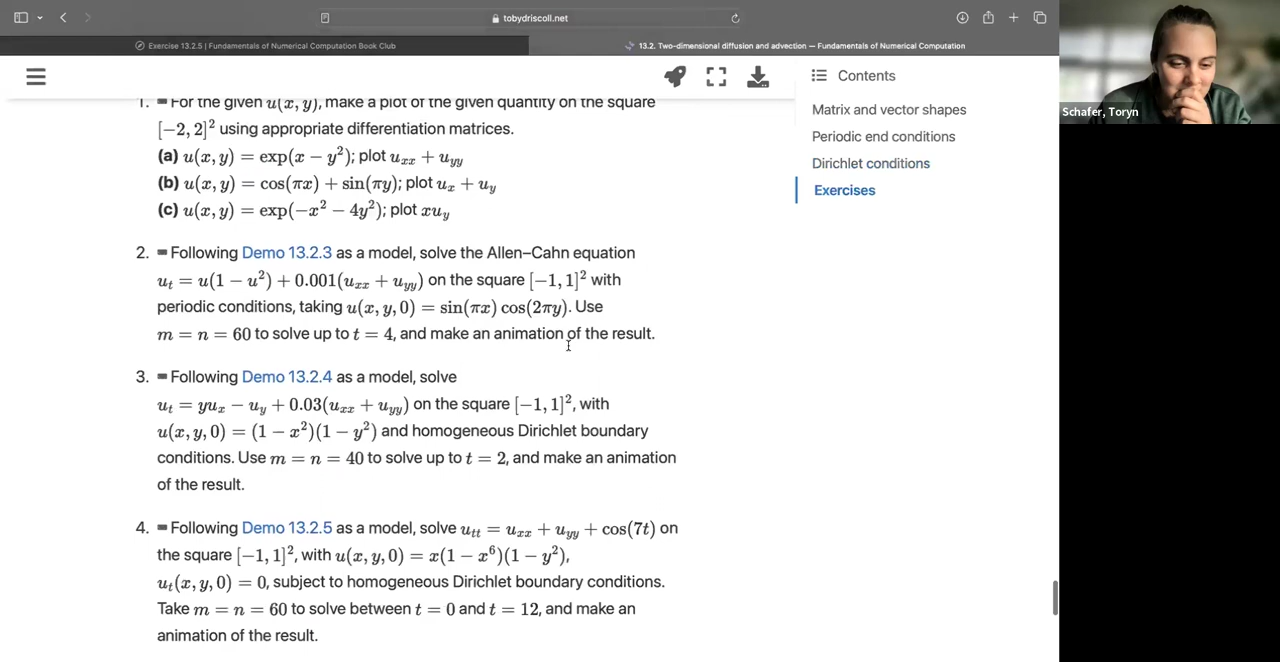 tobydriscoll.net
Exercise 13.2.5 | Fundamentals of Numerical Computation Book Club
13.2. Two-dimensional diffusion and advection — Fundamentals of Numerical Computation
Schafer, Toryn
Contents
Matrix and vector shapes
Periodic end conditions
Dirichlet conditions
Exercises
1. ⌨ For the given u(x, y), make a plot of the given quantity on the square
[−2, 2]² using appropriate differentiation matrices.
(a) u(x, y) = exp(x − y²); plot uₓₓ + u_yy
(b) u(x, y) = cos(πx) + sin(πy); plot uₓ + u_y
(c) u(x, y) = exp(−x² − 4y²); plot xu_y
2. ⌨ Following Demo 13.2.3 as a model, solve the Allen–Cahn equation
uₜ = u(1 − u²) + 0.001(uₓₓ + u_yy) on the square [−1, 1]² with
periodic conditions, taking u(x, y, 0) = sin(πx) cos(2πy). Use
m = n = 60 to solve up to t = 4, and make an animation of the result.
3. ⌨ Following Demo 13.2.4 as a model, solve
uₜ = yuₓ − u_y + 0.03(uₓₓ + u_yy) on the square [−1, 1]², with
u(x, y, 0) = (1 − x²)(1 − y²) and homogeneous Dirichlet boundary
conditions. Use m = n = 40 to solve up to t = 2, and make an animation
of the result.
4. ⌨ Following Demo 13.2.5 as a model, solve uₜₜ = uₓₓ + u_yy + cos(7t) on
the square [−1, 1]², with u(x, y, 0) = x(1 − x⁶)(1 − y²),
uₜ(x, y, 0) = 0, subject to homogeneous Dirichlet boundary conditions.
Take m = n = 60 to solve between t = 0 and t = 12, and make an
animation of the result.